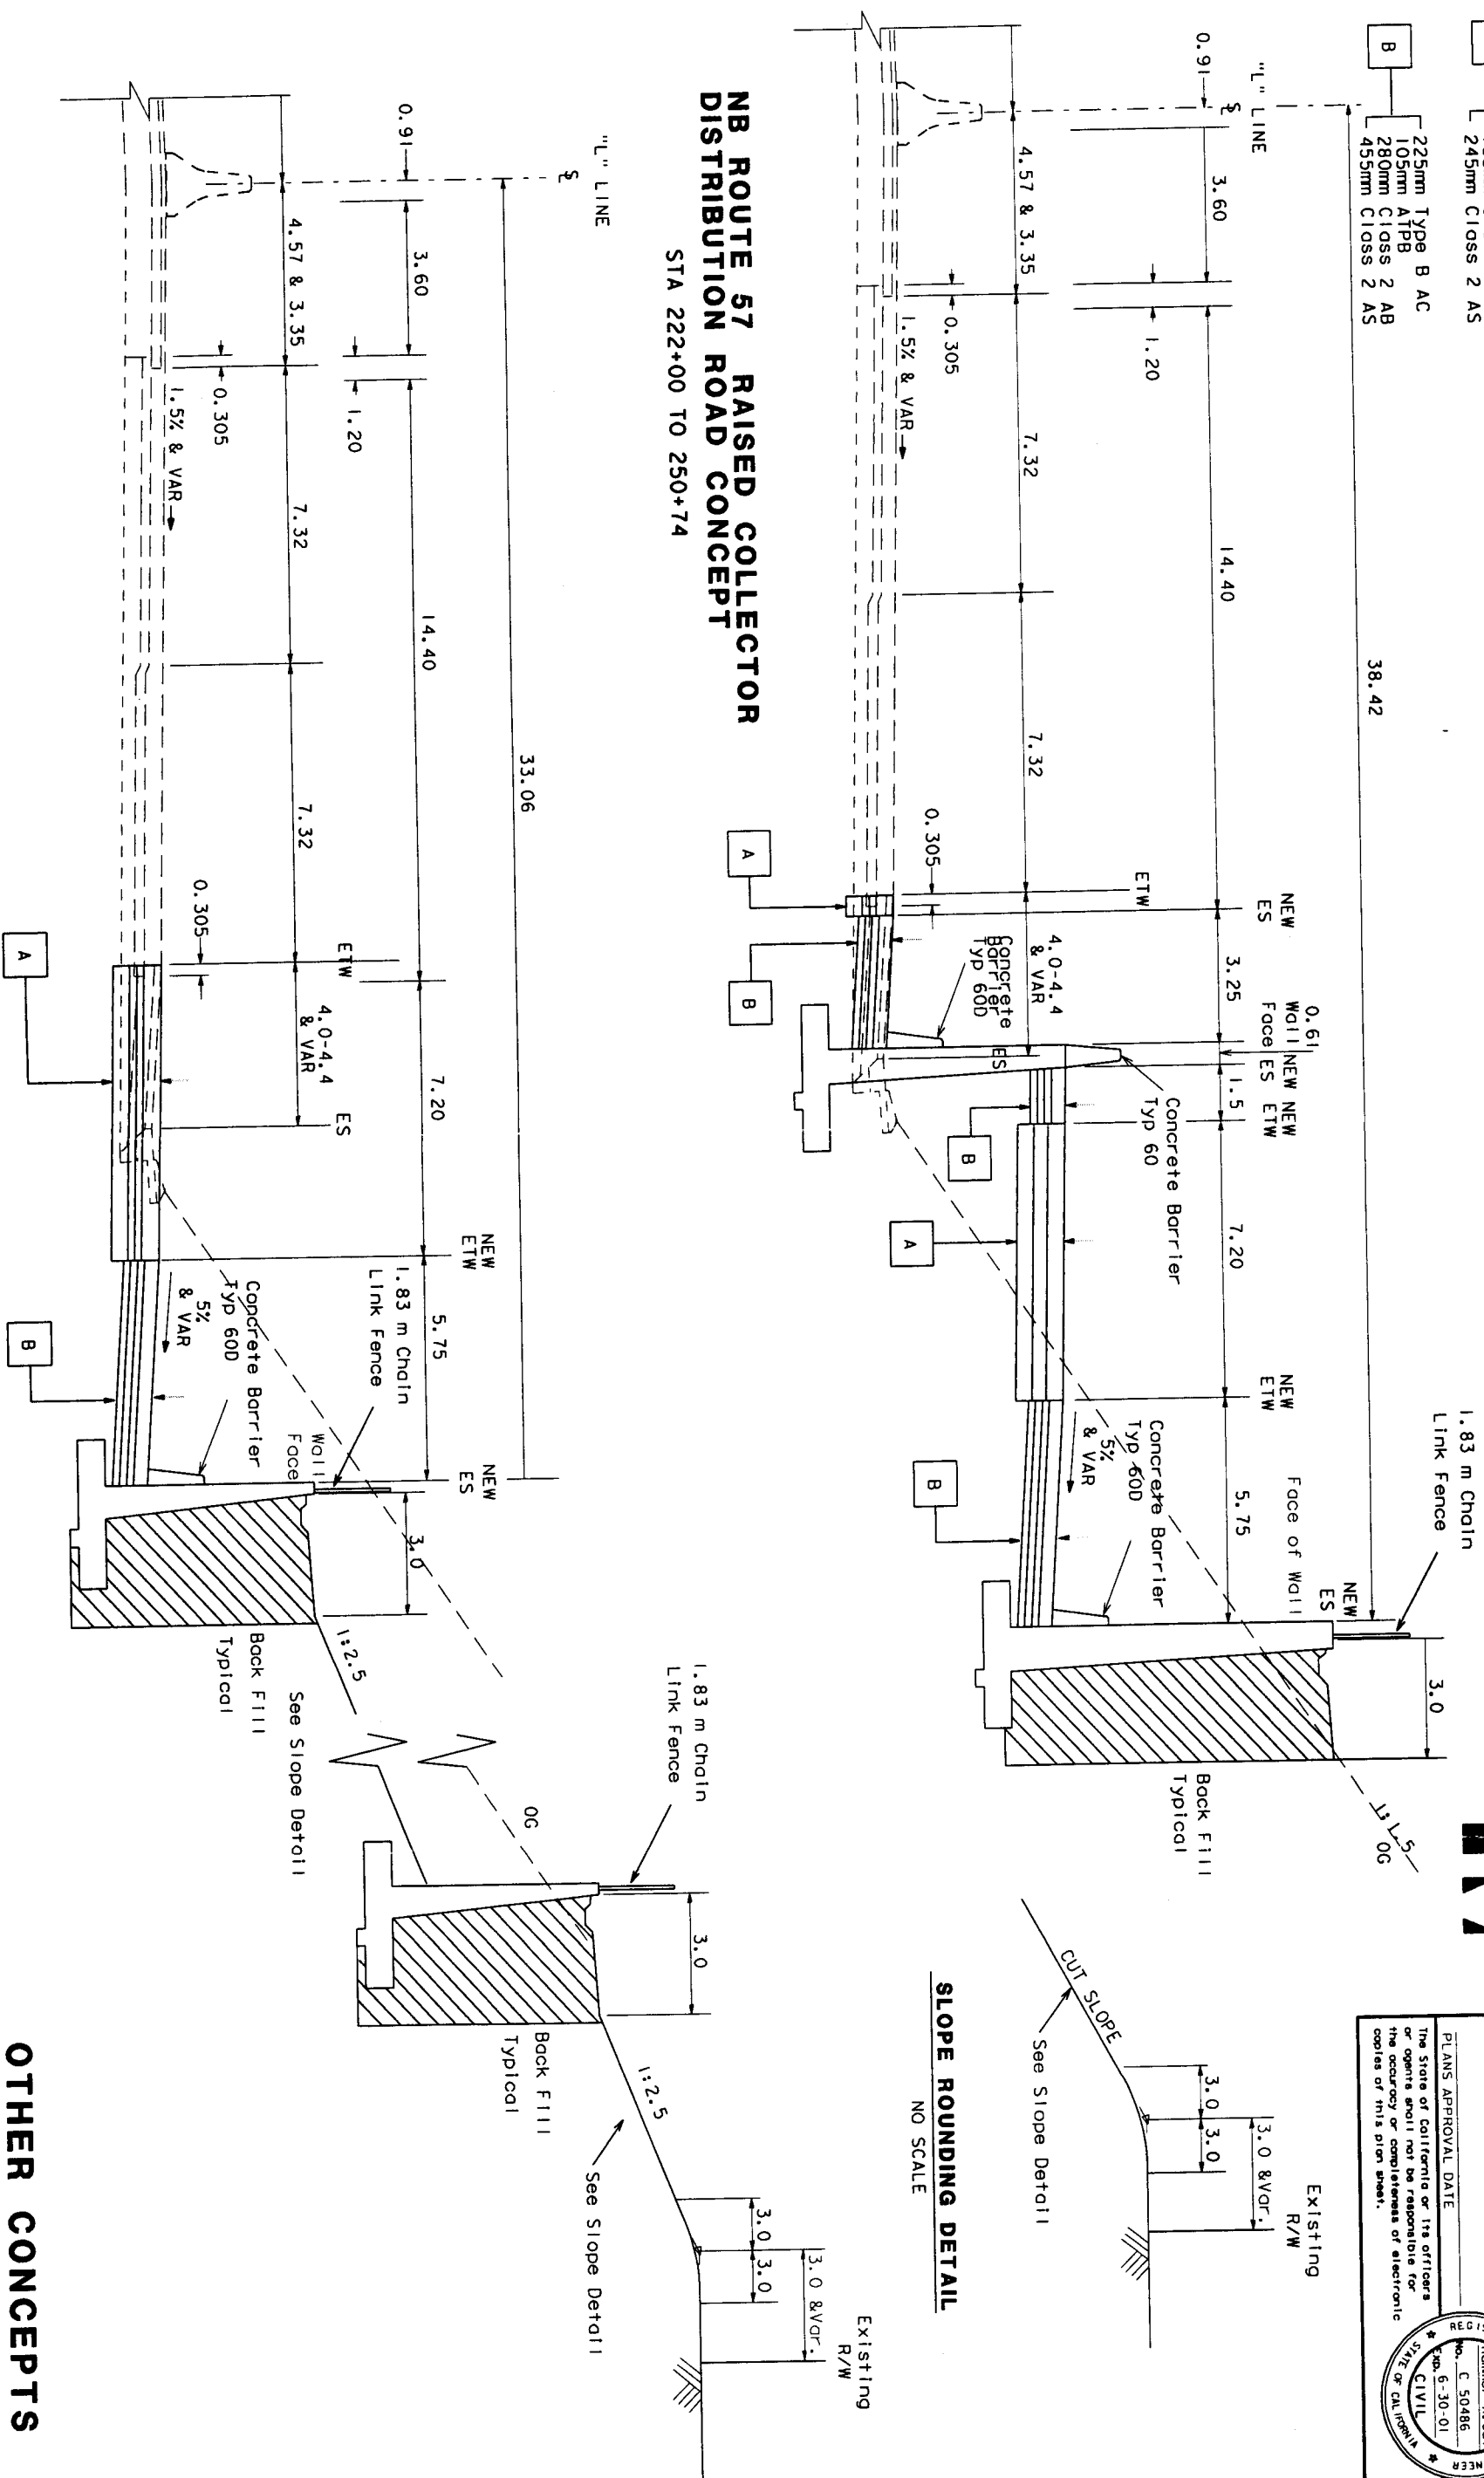 245mm Class 2 AS
B
225mm Type B AC
105mm ATPB
280mm Class 2 AB
455mm Class 2 AS
38.42
"L" LINE
℄
0.91
3.60
1.20
14.40
NEW
ES
3.25
0.61
Wall
Face
NEW
ES
1.5
NEW
ETW
7.20
NEW
ETW
5.75
Face of Wall
NEW
ES
1.83 m Chain
Link Fence
3.0
1:1.5
OG
4.57 & 3.35
7.32
7.32
ETW
4.0-4.4
& VAR
ES
0.305
1.5% & VAR
0.305
Concrete
Barrier
Typ 60D
Concrete Barrier
Typ 60
Concrete Barrier
Typ 60D
5%
& VAR
Back Fill
Typical
A
B
B
A
B
NB ROUTE 57 RAISED COLLECTOR
DISTRIBUTION ROAD CONCEPT
STA 222+00 TO 250+74
"L" LINE
℄
33.06
0.91
3.60
1.20
14.40
7.20
NEW
ETW
5.75
NEW
ES
4.57 & 3.35
7.32
7.32
ETW
4.0-4.4
& VAR
ES
0.305
1.5% & VAR
0.305
1.83 m Chain
Link Fence
Wall
Face
Concrete Barrier
Typ 60D
5%
& VAR
3.0
1:2.5
Back Fill
Typical
See Slope Detail
A
B
1.83 m Chain
Link Fence
OG
3.0
Back Fill
Typical
1:2.5
See Slope Detail
3.0
3.0
3.0 &Var.
Existing
R/W
CUT SLOPE
See Slope Detail
3.0
3.0
3.0 &Var.
Existing
R/W
SLOPE ROUNDING DETAIL
NO SCALE
PLANS APPROVAL DATE
The State of California or its officers
or agents shall not be responsible for
the accuracy or completeness of electronic
copies of this plan sheet.
No. C 50486
Exp. 6-30-01
CIVIL
STATE OF CALIFORNIA
OTHER CONCEPTS